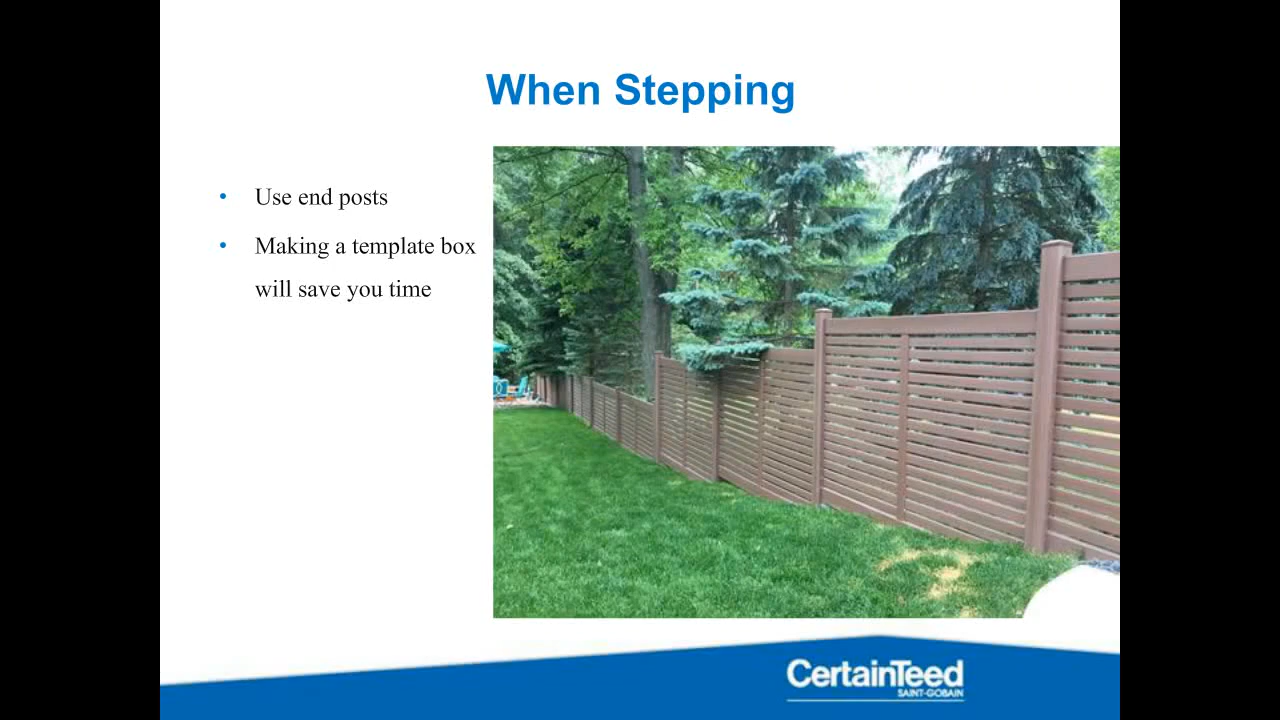 When Stepping
• Use end posts
• Making a template box
will save you time
CertainTeed
SAINT-GOBAIN